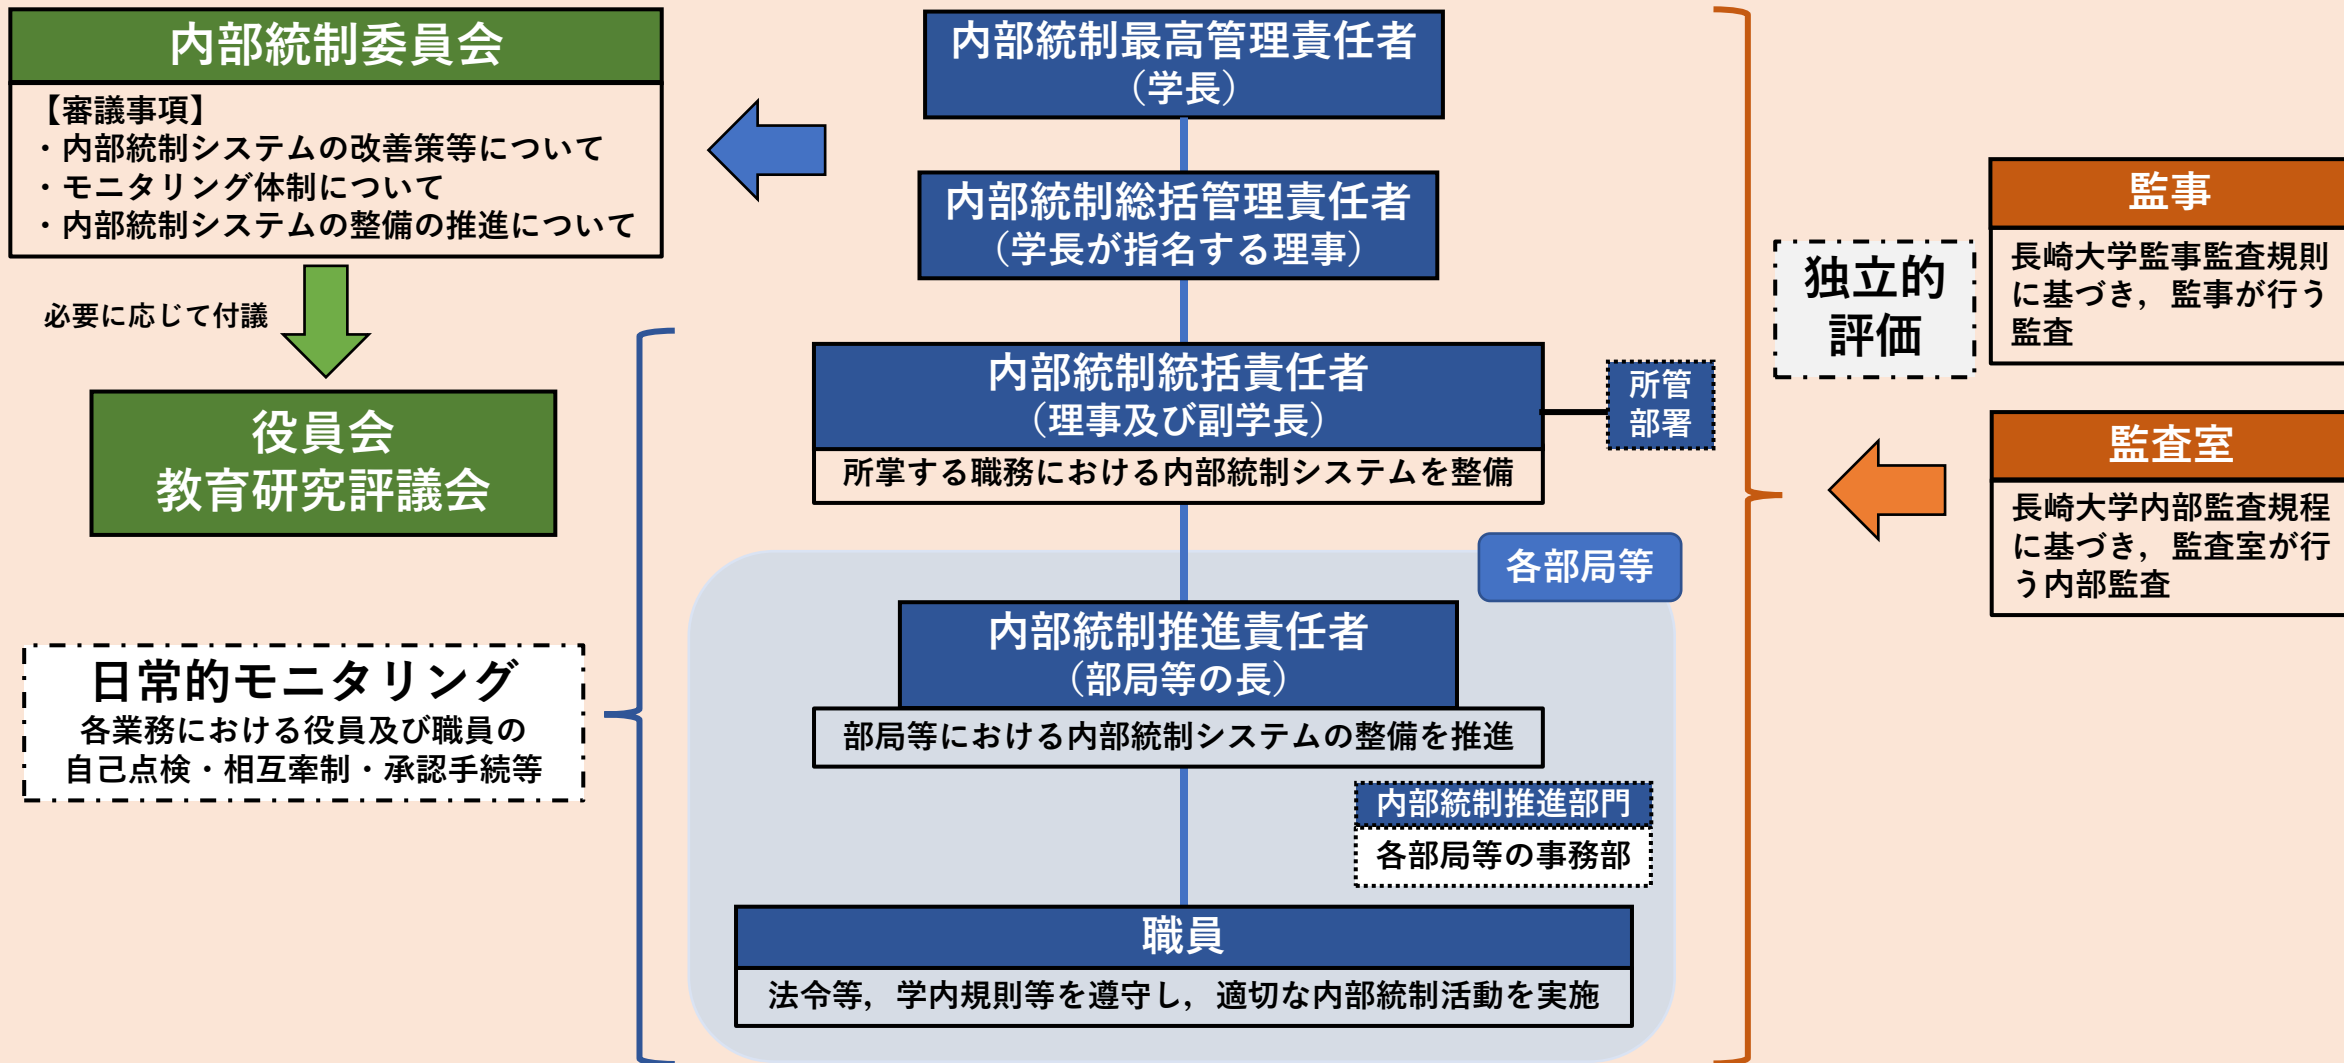 内部統制委員会
【審議事項】
・内部統制システムの改善策等について
・モニタリング体制について
・内部統制システムの整備の推進について
必要に応じて付議
役員会
教育研究評議会
日常的モニタリング
各業務における役員及び職員の
自己点検・相互牽制・承認手続等
内部統制最高管理責任者
（学長）
内部統制総括管理責任者
（学長が指名する理事）
内部統制統括責任者
（理事及び副学長）
所掌する職務における内部統制システムを整備
所管
部署
各部局等
内部統制推進責任者
（部局等の長）
部局等における内部統制システムの整備を推進
内部統制推進部門
各部局等の事務部
職員
法令等，学内規則等を遵守し，適切な内部統制活動を実施
独立的
評価
監事
長崎大学監事監査規則
に基づき，監事が行う
監査
監査室
長崎大学内部監査規程
に基づき，監査室が行
う内部監査